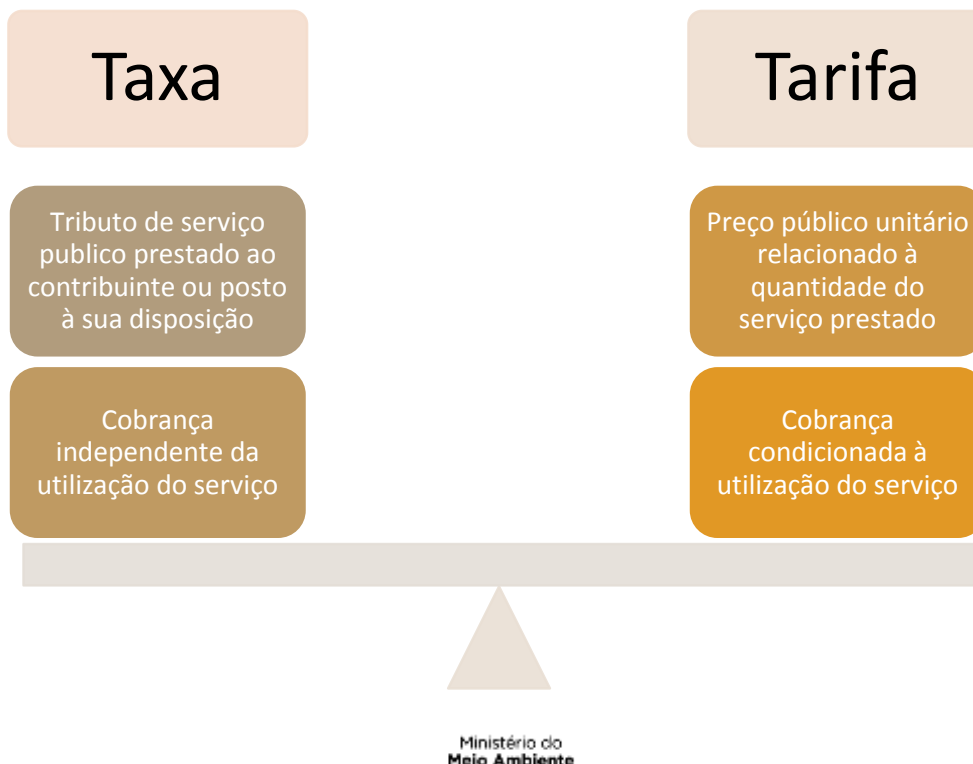 Taxa
Tributo de serviço
publico prestado ao
contribuinte ou posto
à sua disposição
Cobrança
independente da
utilização do serviço
Tarifa
Preço público unitário
relacionado à
quantidade do
serviço prestado
Cobrança
condicionada à
utilização do serviço
Ministério do
Meio Ambiente